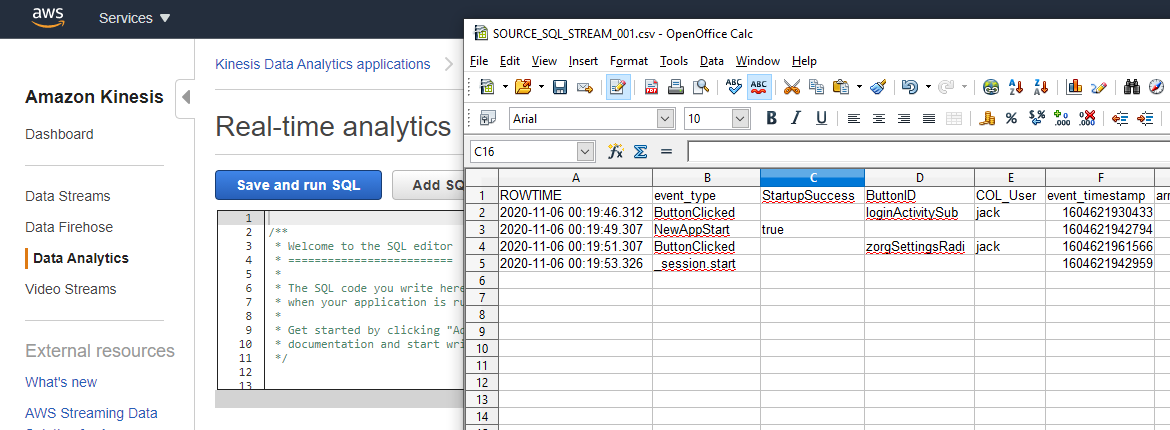 aws
Services ▼
Amazon Kinesis
Dashboard
Data Streams
Data Firehose
Data Analytics
Video Streams
External resources
What's new
AWS Streaming Data
Kinesis Data Analytics applications
Real-time analytics
Save and run SQL
Add SQ
1
2 /**
3 * Welcome to the SQL editor
4 * =========================
5 *
6 * The SQL code you write here
7 * when your application is ru
8 *
9 * Get started by clicking "Ad
10 * documentation and start wri
11 */
12
13
SOURCE_SQL_STREAM_001.csv - OpenOffice Calc
File Edit View Insert Format Tools Data Window Help
Arial 10 B I U
C16
A B C D E F
1 ROWTIME event_type StartupSuccess ButtonID COL_User event_timestamp arr
2 2020-11-06 00:19:46.312 ButtonClicked loginActivitySub jack 1604621930433
3 2020-11-06 00:19:49.307 NewAppStart true 1604621942794
4 2020-11-06 00:19:51.307 ButtonClicked zorgSettingsRadi jack 1604621961566
5 2020-11-06 00:19:53.326 _session.start 1604621942959
6
7
8
9
10
11
12
13
14